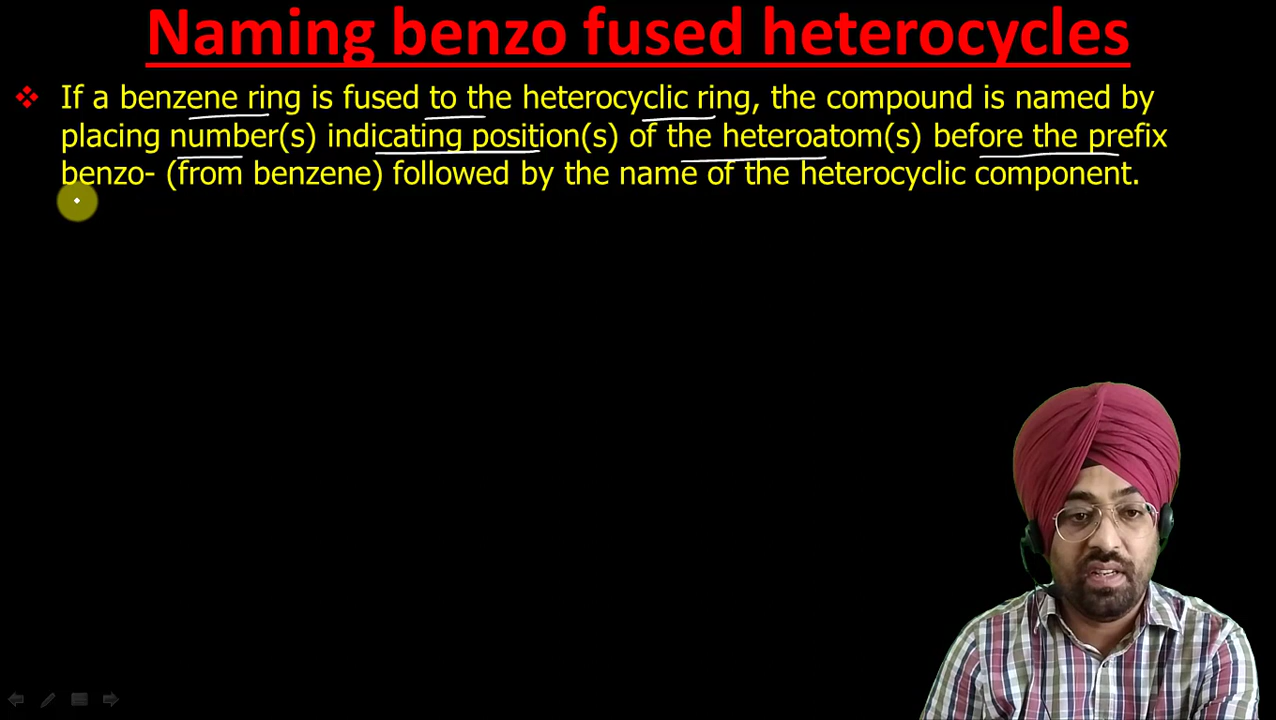 Naming benzo fused heterocycles
If a benzene ring is fused to the heterocyclic ring, the compound is named by
placing number(s) indicating position(s) of the heteroatom(s) before the prefix
benzo- (from benzene) followed by the name of the heterocyclic component.